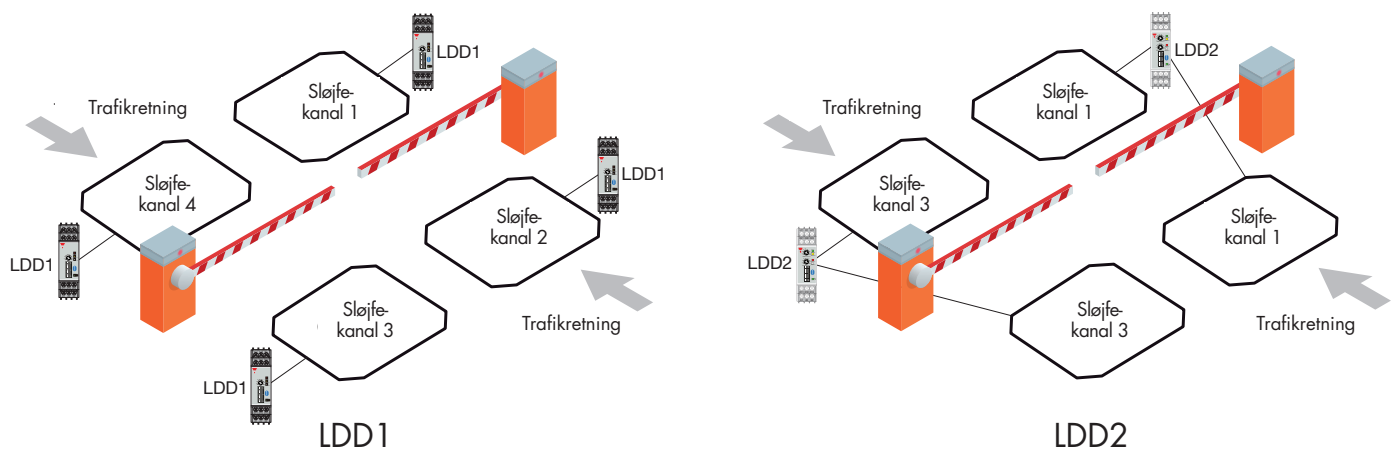 LDD1
Sløjfe-
kanal 1
Trafikretning
Sløjfe-
kanal 4
LDD1
Sløjfe-
kanal 2
LDD1
Sløjfe-
kanal 3
Trafikretning
LDD1
LDD1
LDD2
Sløjfe-
kanal 1
Trafikretning
Sløjfe-
kanal 3
Sløjfe-
kanal 1
LDD2
Sløjfe-
kanal 3
Trafikretning
LDD2